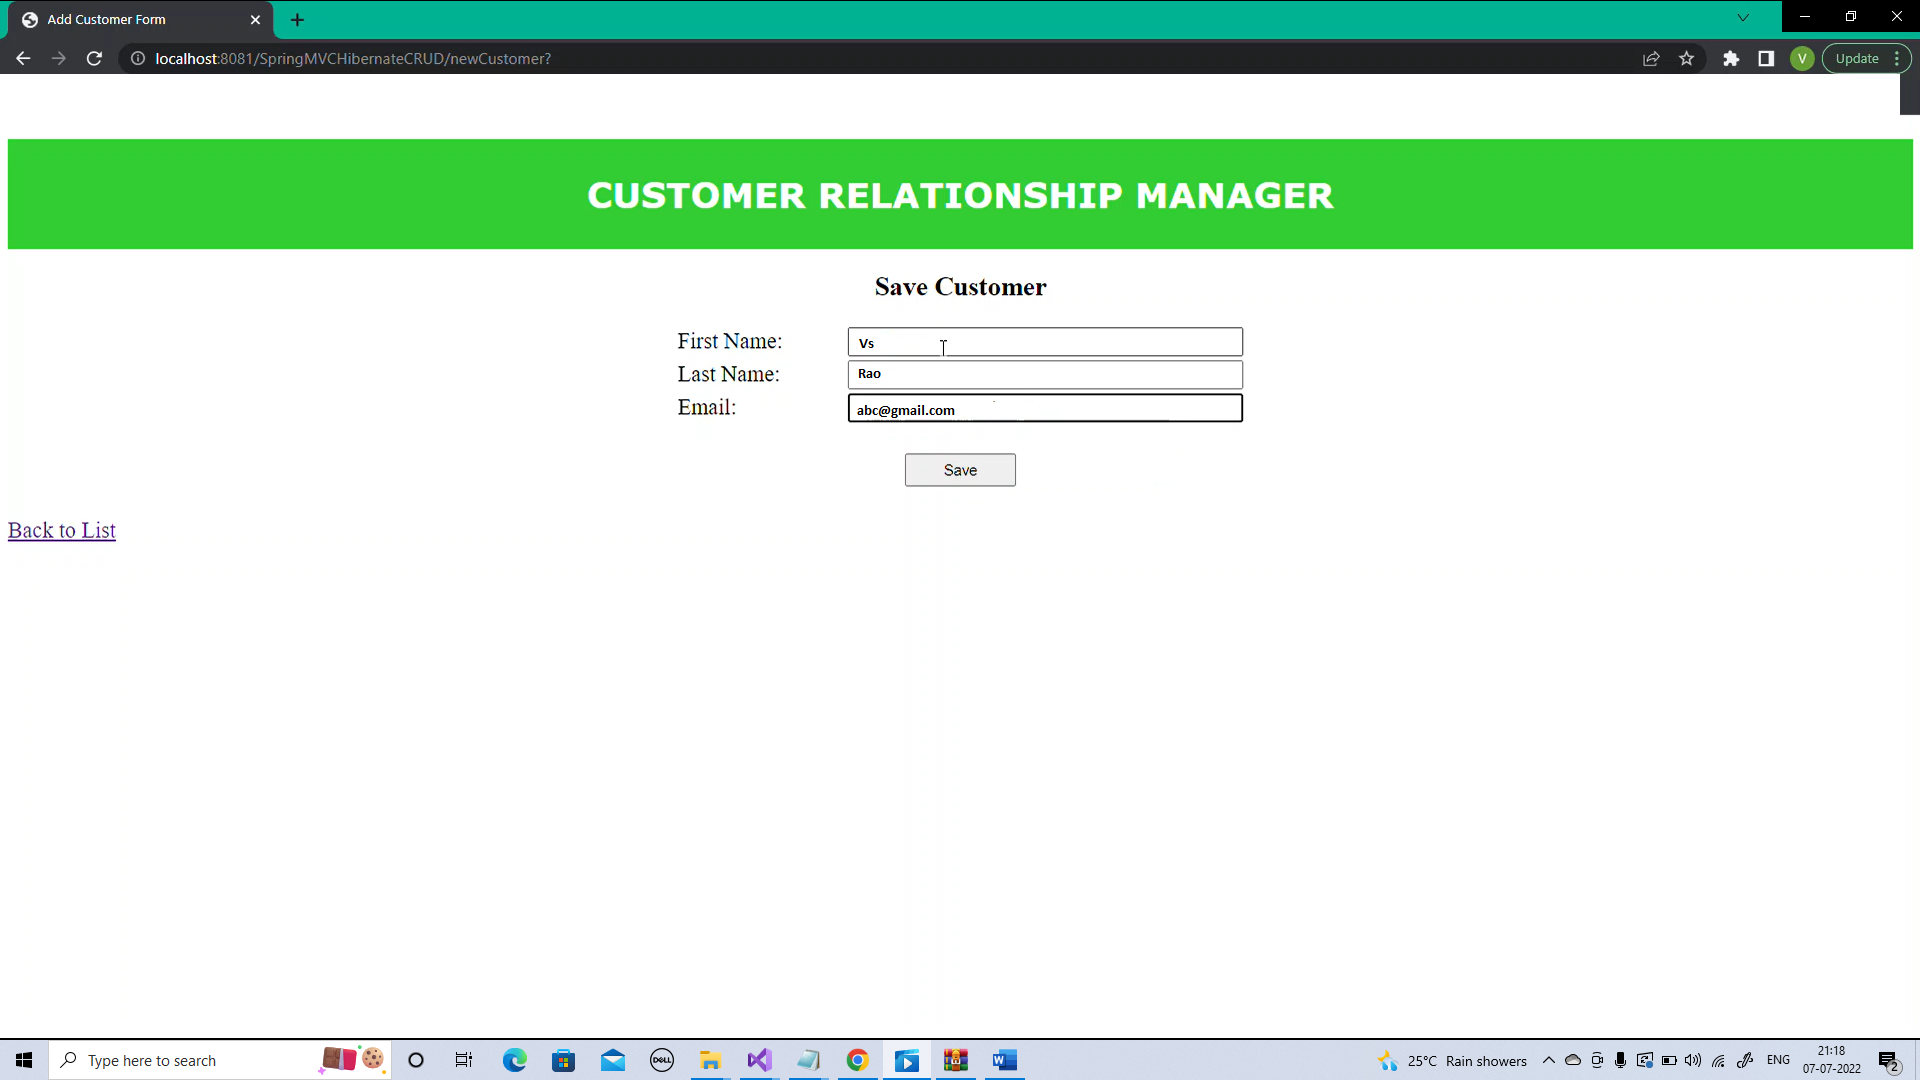 Add Customer Form
localhost:8081/SpringMVCHibernateCRUD/newCustomer?
V
Update
CUSTOMER RELATIONSHIP MANAGER
Save Customer
First Name: Vs
Last Name: Rao
Email: abc@gmail.com
Save
Back to List
Type here to search
DELL
25°C Rain showers
ENG
21:18
07-07-2022
2